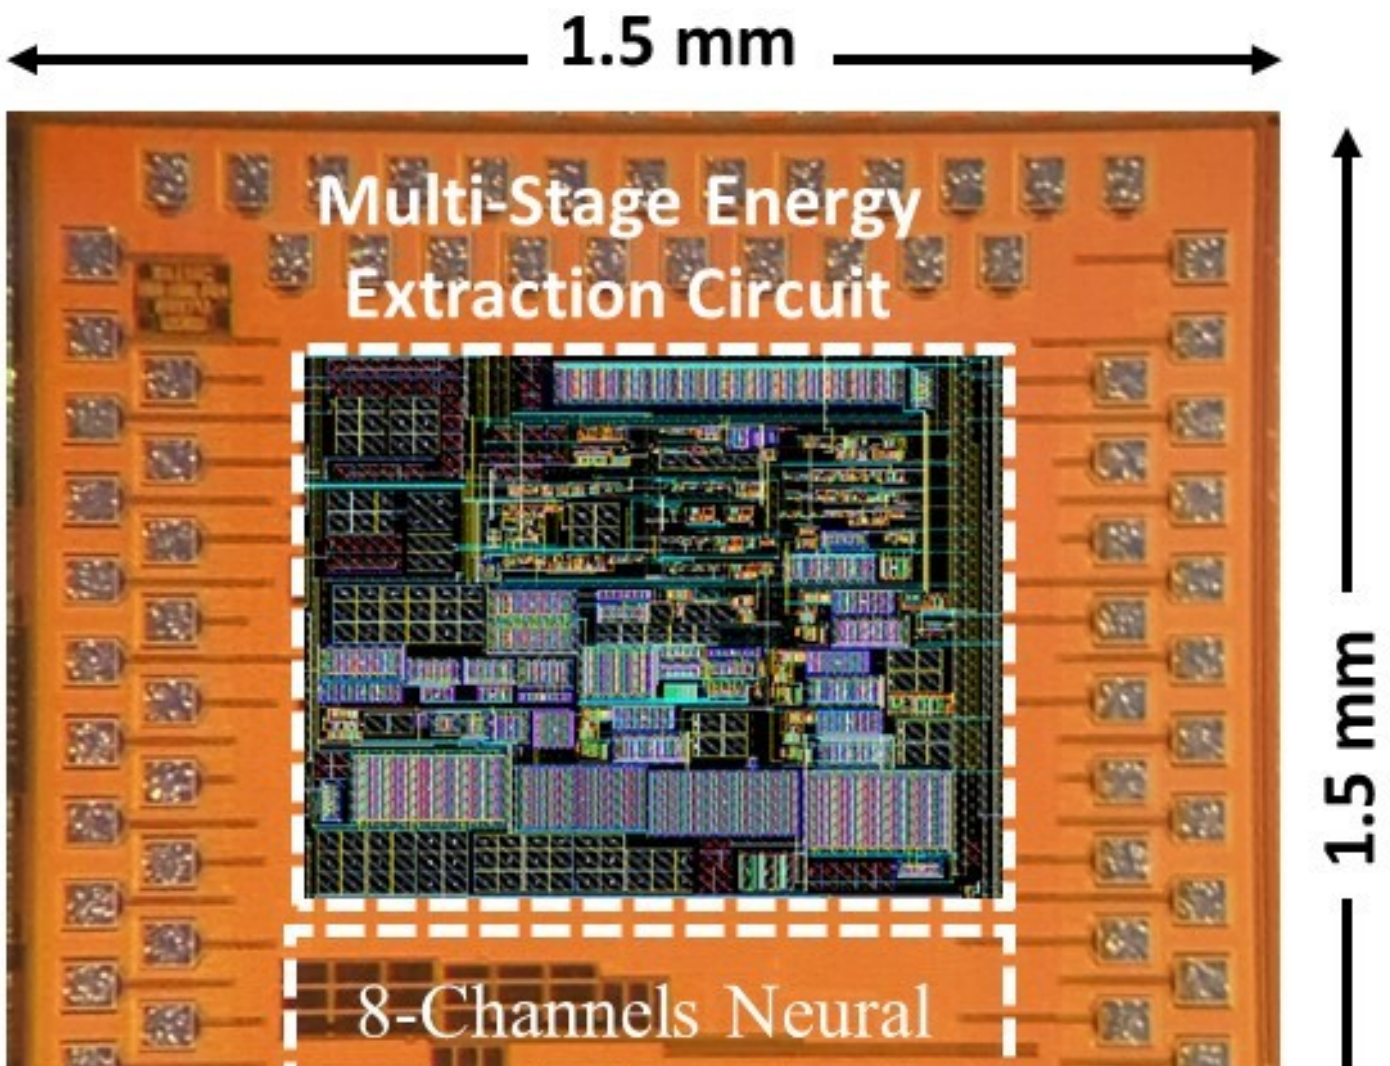 1.5 mm
Multi-Stage Energy
Extraction Circuit
1.5 mm
8-Channels Neural